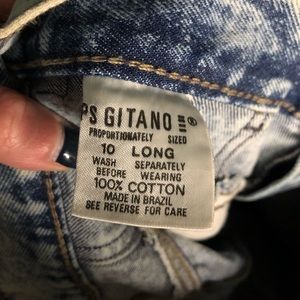 PS GITANO ®
PROPORTIONATELY SIZED
10 LONG
WASH SEPARATELY
BEFORE WEARING
100% COTTON
MADE IN BRAZIL
SEE REVERSE FOR CARE